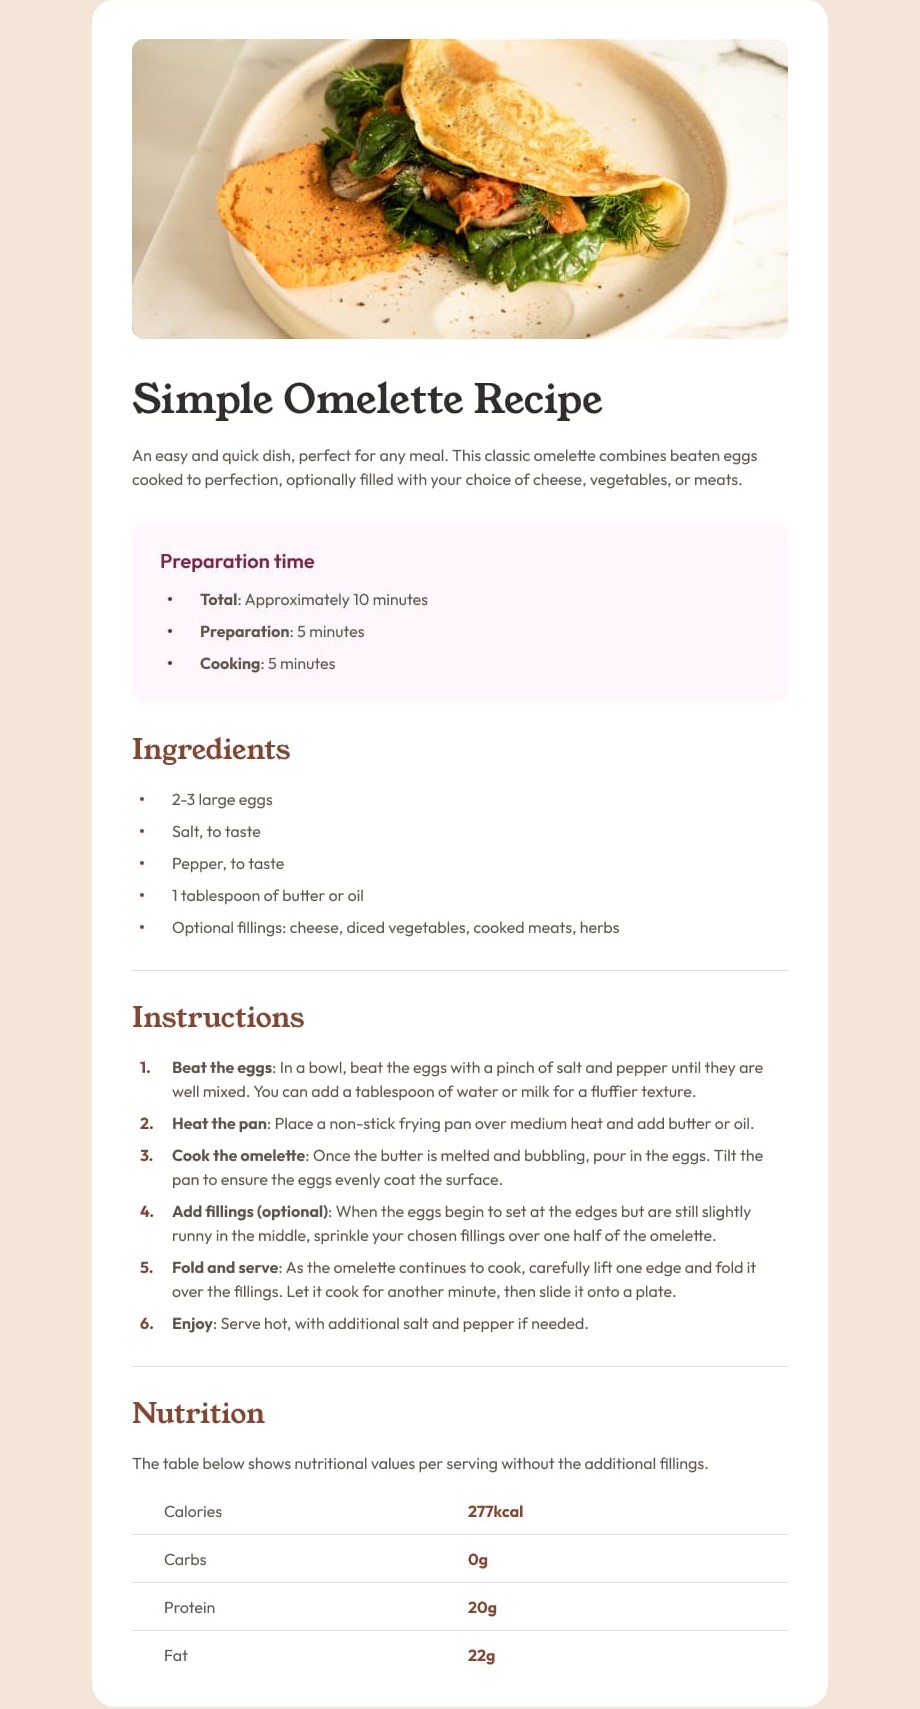 Simple Omelette Recipe
An easy and quick dish, perfect for any meal. This classic omelette combines beaten eggs
cooked to perfection, optionally filled with your choice of cheese, vegetables, or meats.
Preparation time
• Total: Approximately 10 minutes
• Preparation: 5 minutes
• Cooking: 5 minutes
Ingredients
• 2-3 large eggs
• Salt, to taste
• Pepper, to taste
• 1 tablespoon of butter or oil
• Optional fillings: cheese, diced vegetables, cooked meats, herbs
Instructions
1. Beat the eggs: In a bowl, beat the eggs with a pinch of salt and pepper until they are
well mixed. You can add a tablespoon of water or milk for a fluffier texture.
2. Heat the pan: Place a non-stick frying pan over medium heat and add butter or oil.
3. Cook the omelette: Once the butter is melted and bubbling, pour in the eggs. Tilt the
pan to ensure the eggs evenly coat the surface.
4. Add fillings (optional): When the eggs begin to set at the edges but are still slightly
runny in the middle, sprinkle your chosen fillings over one half of the omelette.
5. Fold and serve: As the omelette continues to cook, carefully lift one edge and fold it
over the fillings. Let it cook for another minute, then slide it onto a plate.
6. Enjoy: Serve hot, with additional salt and pepper if needed.
Nutrition
The table below shows nutritional values per serving without the additional fillings.
Calories 277kcal
Carbs 0g
Protein 20g
Fat 22g